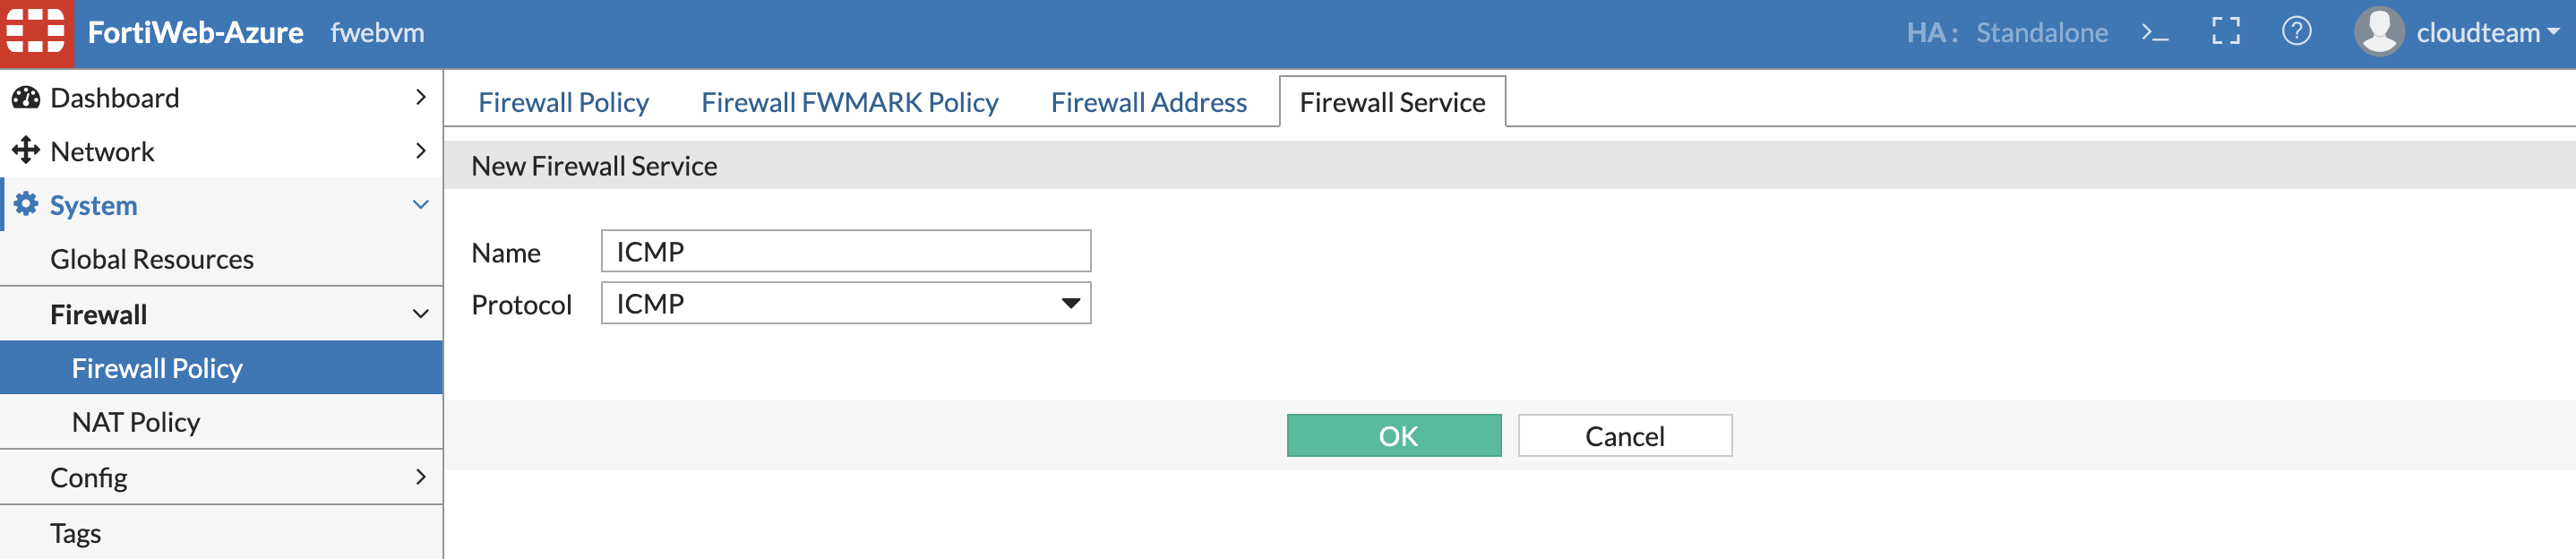 FortiWeb-Azure fwebvm HA: Standalone >_ ? cloudteam
Dashboard
Network
System
Global Resources
Firewall
Firewall Policy
NAT Policy
Config
Tags
Firewall Policy Firewall FWMARK Policy Firewall Address Firewall Service
New Firewall Service
Name ICMP
Protocol ICMP
OK Cancel